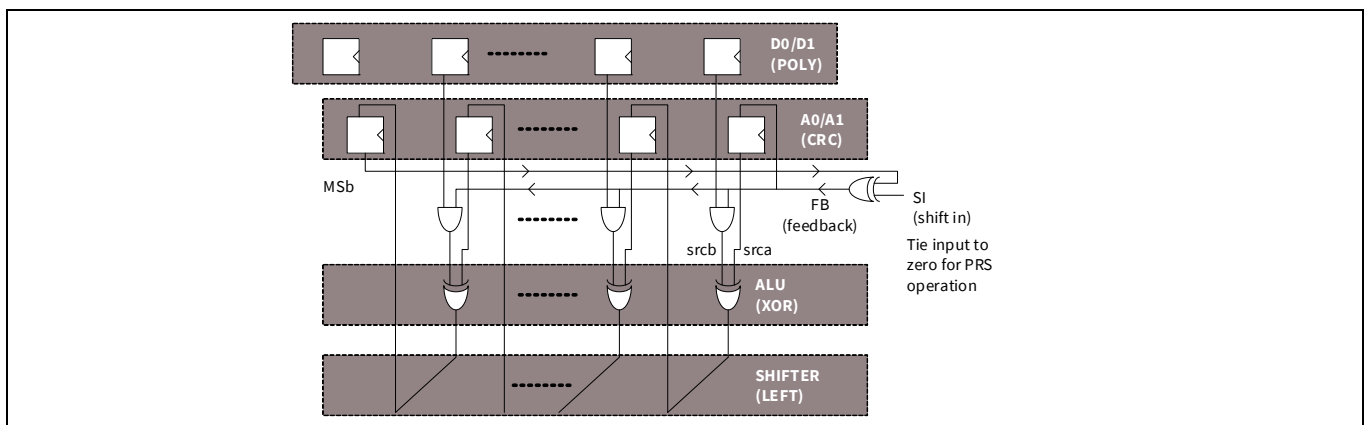 D0/D1
(POLY)
A0/A1
(CRC)
MSb
FB
(feedback)
SI
(shift in)
Tie input to
zero for PRS
operation
srcb
srca
ALU
(XOR)
SHIFTER
(LEFT)